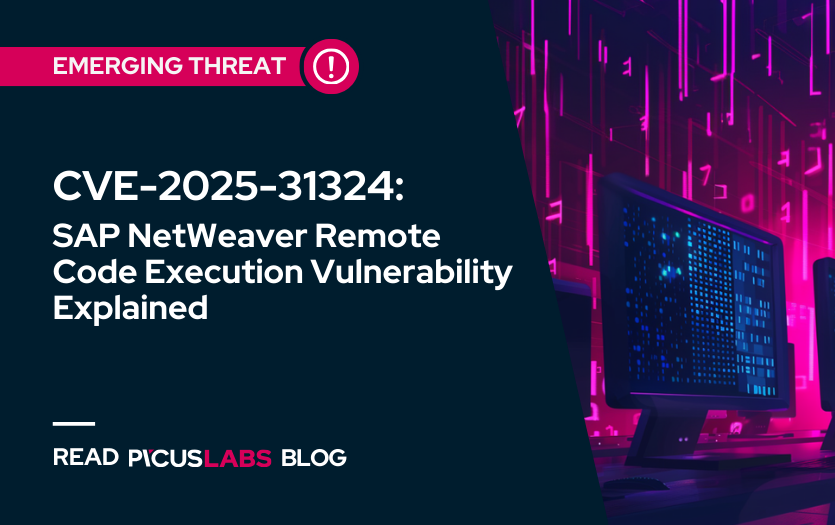 EMERGING THREAT
CVE-2025-31324:
SAP NetWeaver Remote
Code Execution Vulnerability
Explained
READ PICUSLABS BLOG